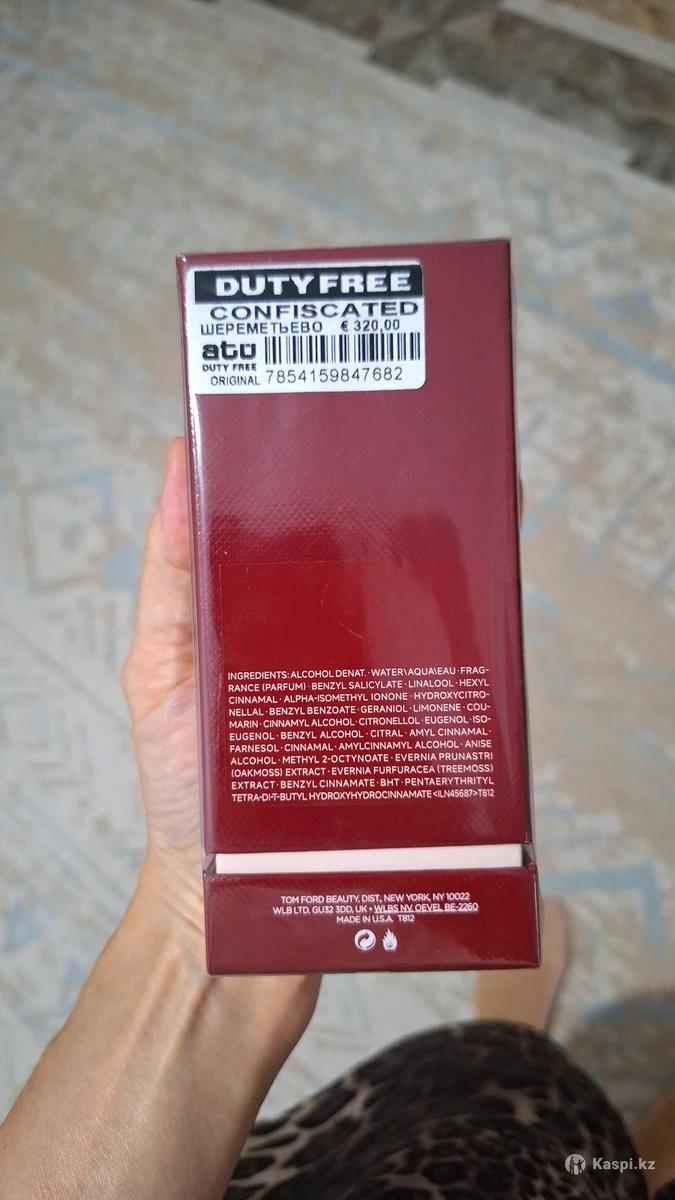 DUTY FREE
CONFISCATED
ШЕРЕМЕТЬЕВО € 320,00
atü
DUTY FREE
ORIGINAL 7854159847682
INGREDIENTS: ALCOHOL DENAT. · WATER\AQUA\EAU · FRAG-
RANCE (PARFUM) · BENZYL SALICYLATE · LINALOOL · HEXYL
CINNAMAL · ALPHA-ISOMETHYL IONONE · HYDROXYCITRO-
NELLAL · BENZYL BENZOATE · GERANIOL · LIMONENE · COU-
MARIN · CINNAMYL ALCOHOL · CITRONELLOL · EUGENOL · ISO-
EUGENOL · BENZYL ALCOHOL · CITRAL · AMYL CINNAMAL ·
FARNESOL · CINNAMAL · AMYLCINNAMYL ALCOHOL · ANISE
ALCOHOL · METHYL 2-OCTYNOATE · EVERNIA PRUNASTRI
(OAKMOSS) EXTRACT · EVERNIA FURFURACEA (TREEMOSS)
EXTRACT · BENZYL CINNAMATE · BHT · PENTAERYTHRITYL
TETRA-DI-T-BUTYL HYDROXYHYDROCINNAMATE <ILN45687> T812
TOM FORD BEAUTY, DIST., NEW YORK, NY 10022
WLB LTD, GU32 3DD, UK • WLBS NV. OEVEL BE-2260
MADE IN U.S.A. T812
Kaspi.kz